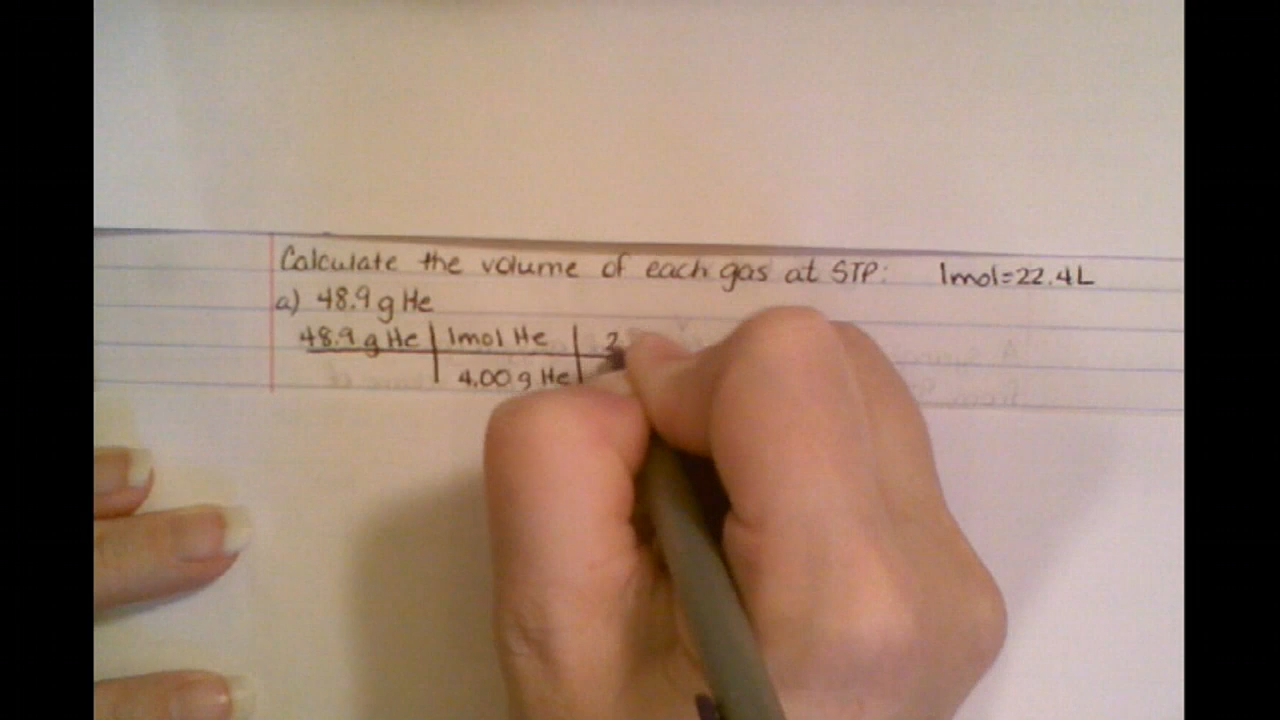 Calculate the volume of each gas at STP: 1mol=22.4L
a) 48.9 g He
48.9 g He 1mol He 2
4.00 g He